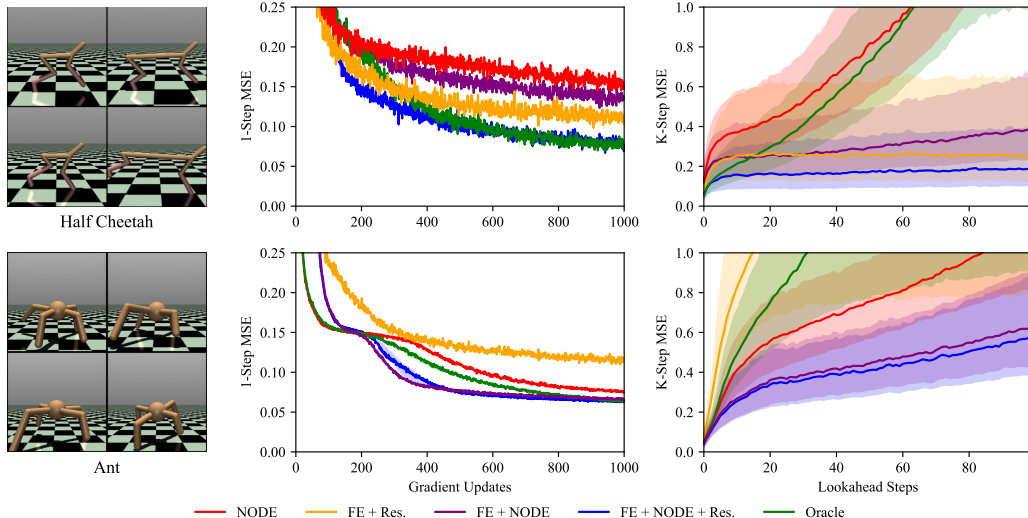 Half Cheetah
0.25
0.20
0.15
0.10
0.05
0.00
1-Step MSE
0 200 400 600 800 1000
1.0
0.8
0.6
0.4
0.2
0.0
K-Step MSE
0 20 40 60 80
Ant
0.25
0.20
0.15
0.10
0.05
0.00
1-Step MSE
0 200 400 600 800 1000
Gradient Updates
1.0
0.8
0.6
0.4
0.2
0.0
K-Step MSE
0 20 40 60 80
Lookahead Steps
NODE FE + Res. FE + NODE FE + NODE + Res. Oracle